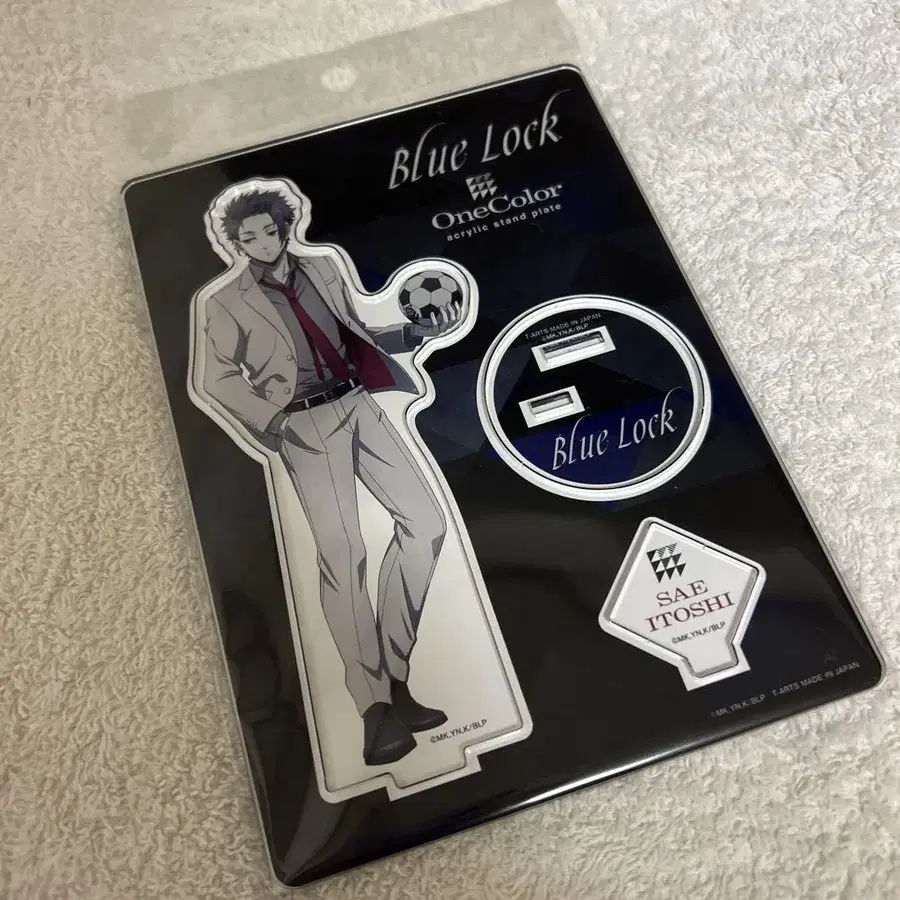 Blue Lock
OneColor
acrylic stand plate
T-ARTS MADE IN JAPAN
©MK,YN,K/BLP
Blue Lock
SAE
ITOSHI
©MK,YN,K/BLP
©MK,YN,K/BLP
©MK,YN,K/BLP T-ARTS MADE IN JAPAN